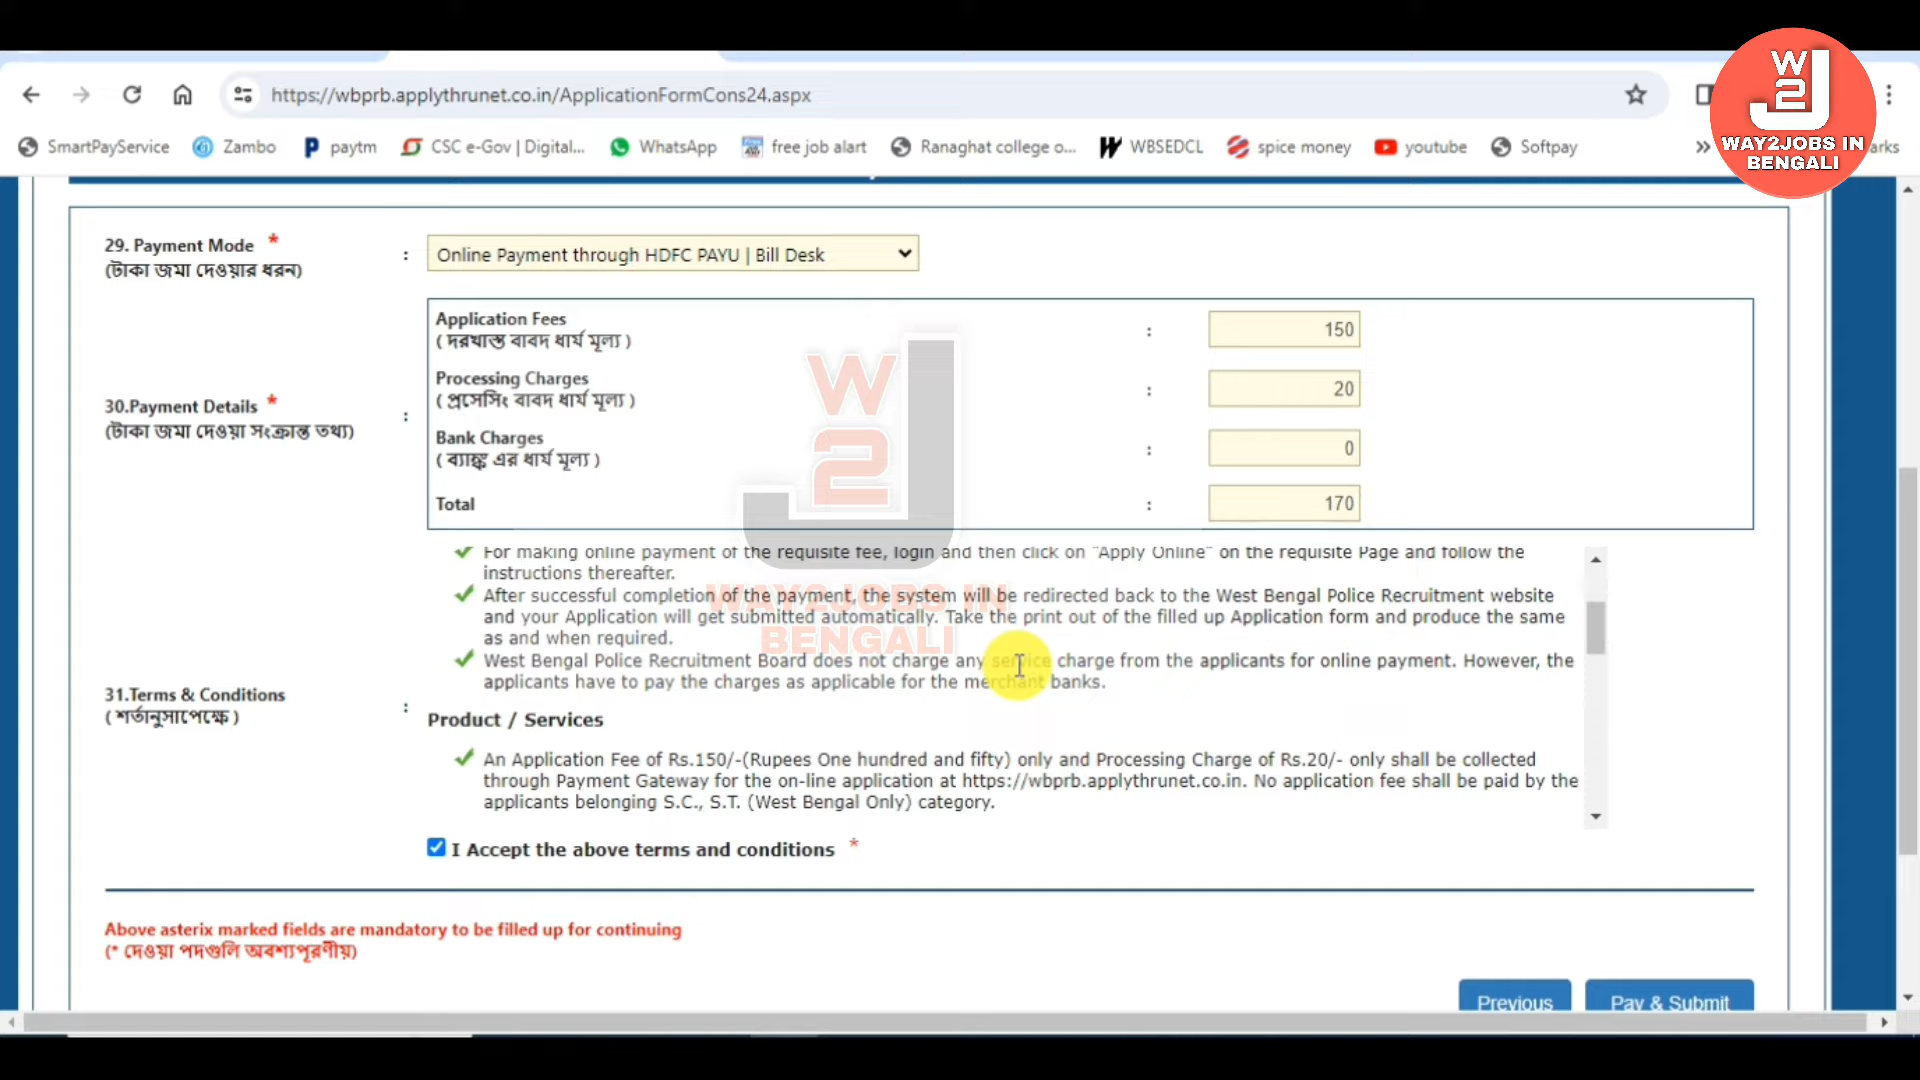 https://wbprb.applythrunet.co.in/ApplicationFormCons24.aspx
W
2
WAY2JOBS IN
BENGALI
SmartPayService Zambo paytm CSC e-Gov | Digital... WhatsApp free job alart Ranaghat college o... WBSEDCL spice money youtube Softpay » arks
29. Payment Mode *
(টাকা জমা দেওয়ার ধরন)
:
Online Payment through HDFC PAYU | Bill Desk
30.Payment Details *
(টাকা জমা দেওয়া সংক্রান্ত তথ্য)
:
Application Fees : 150
( দরখাস্ত বাবদ ধার্য মূল্য )
Processing Charges : 20
( প্রসেসিং বাবদ ধার্য মূল্য )
Bank Charges : 0
( ব্যাঙ্ক এর ধার্য মূল্য )
Total : 170
W
2
WAY2JOBS IN
BENGALI
31.Terms & Conditions
( শর্তানুসাপেক্ষে )
:
For making online payment of the requisite fee, login and then click on "Apply Online" on the requisite Page and follow the
instructions thereafter.
After successful completion of the payment, the system will be redirected back to the West Bengal Police Recruitment website
and your Application will get submitted automatically. Take the print out of the filled up Application form and produce the same
as and when required.
West Bengal Police Recruitment Board does not charge any service charge from the applicants for online payment. However, the
applicants have to pay the charges as applicable for the merchant banks.
Product / Services
An Application Fee of Rs.150/-(Rupees One hundred and fifty) only and Processing Charge of Rs.20/- only shall be collected
through Payment Gateway for the on-line application at https://wbprb.applythrunet.co.in. No application fee shall be paid by the
applicants belonging S.C., S.T. (West Bengal Only) category.
I Accept the above terms and conditions *
Above asterix marked fields are mandatory to be filled up for continuing
(* দেওয়া পদগুলি অবশ্যপূরণীয়)
Previous Pay & Submit